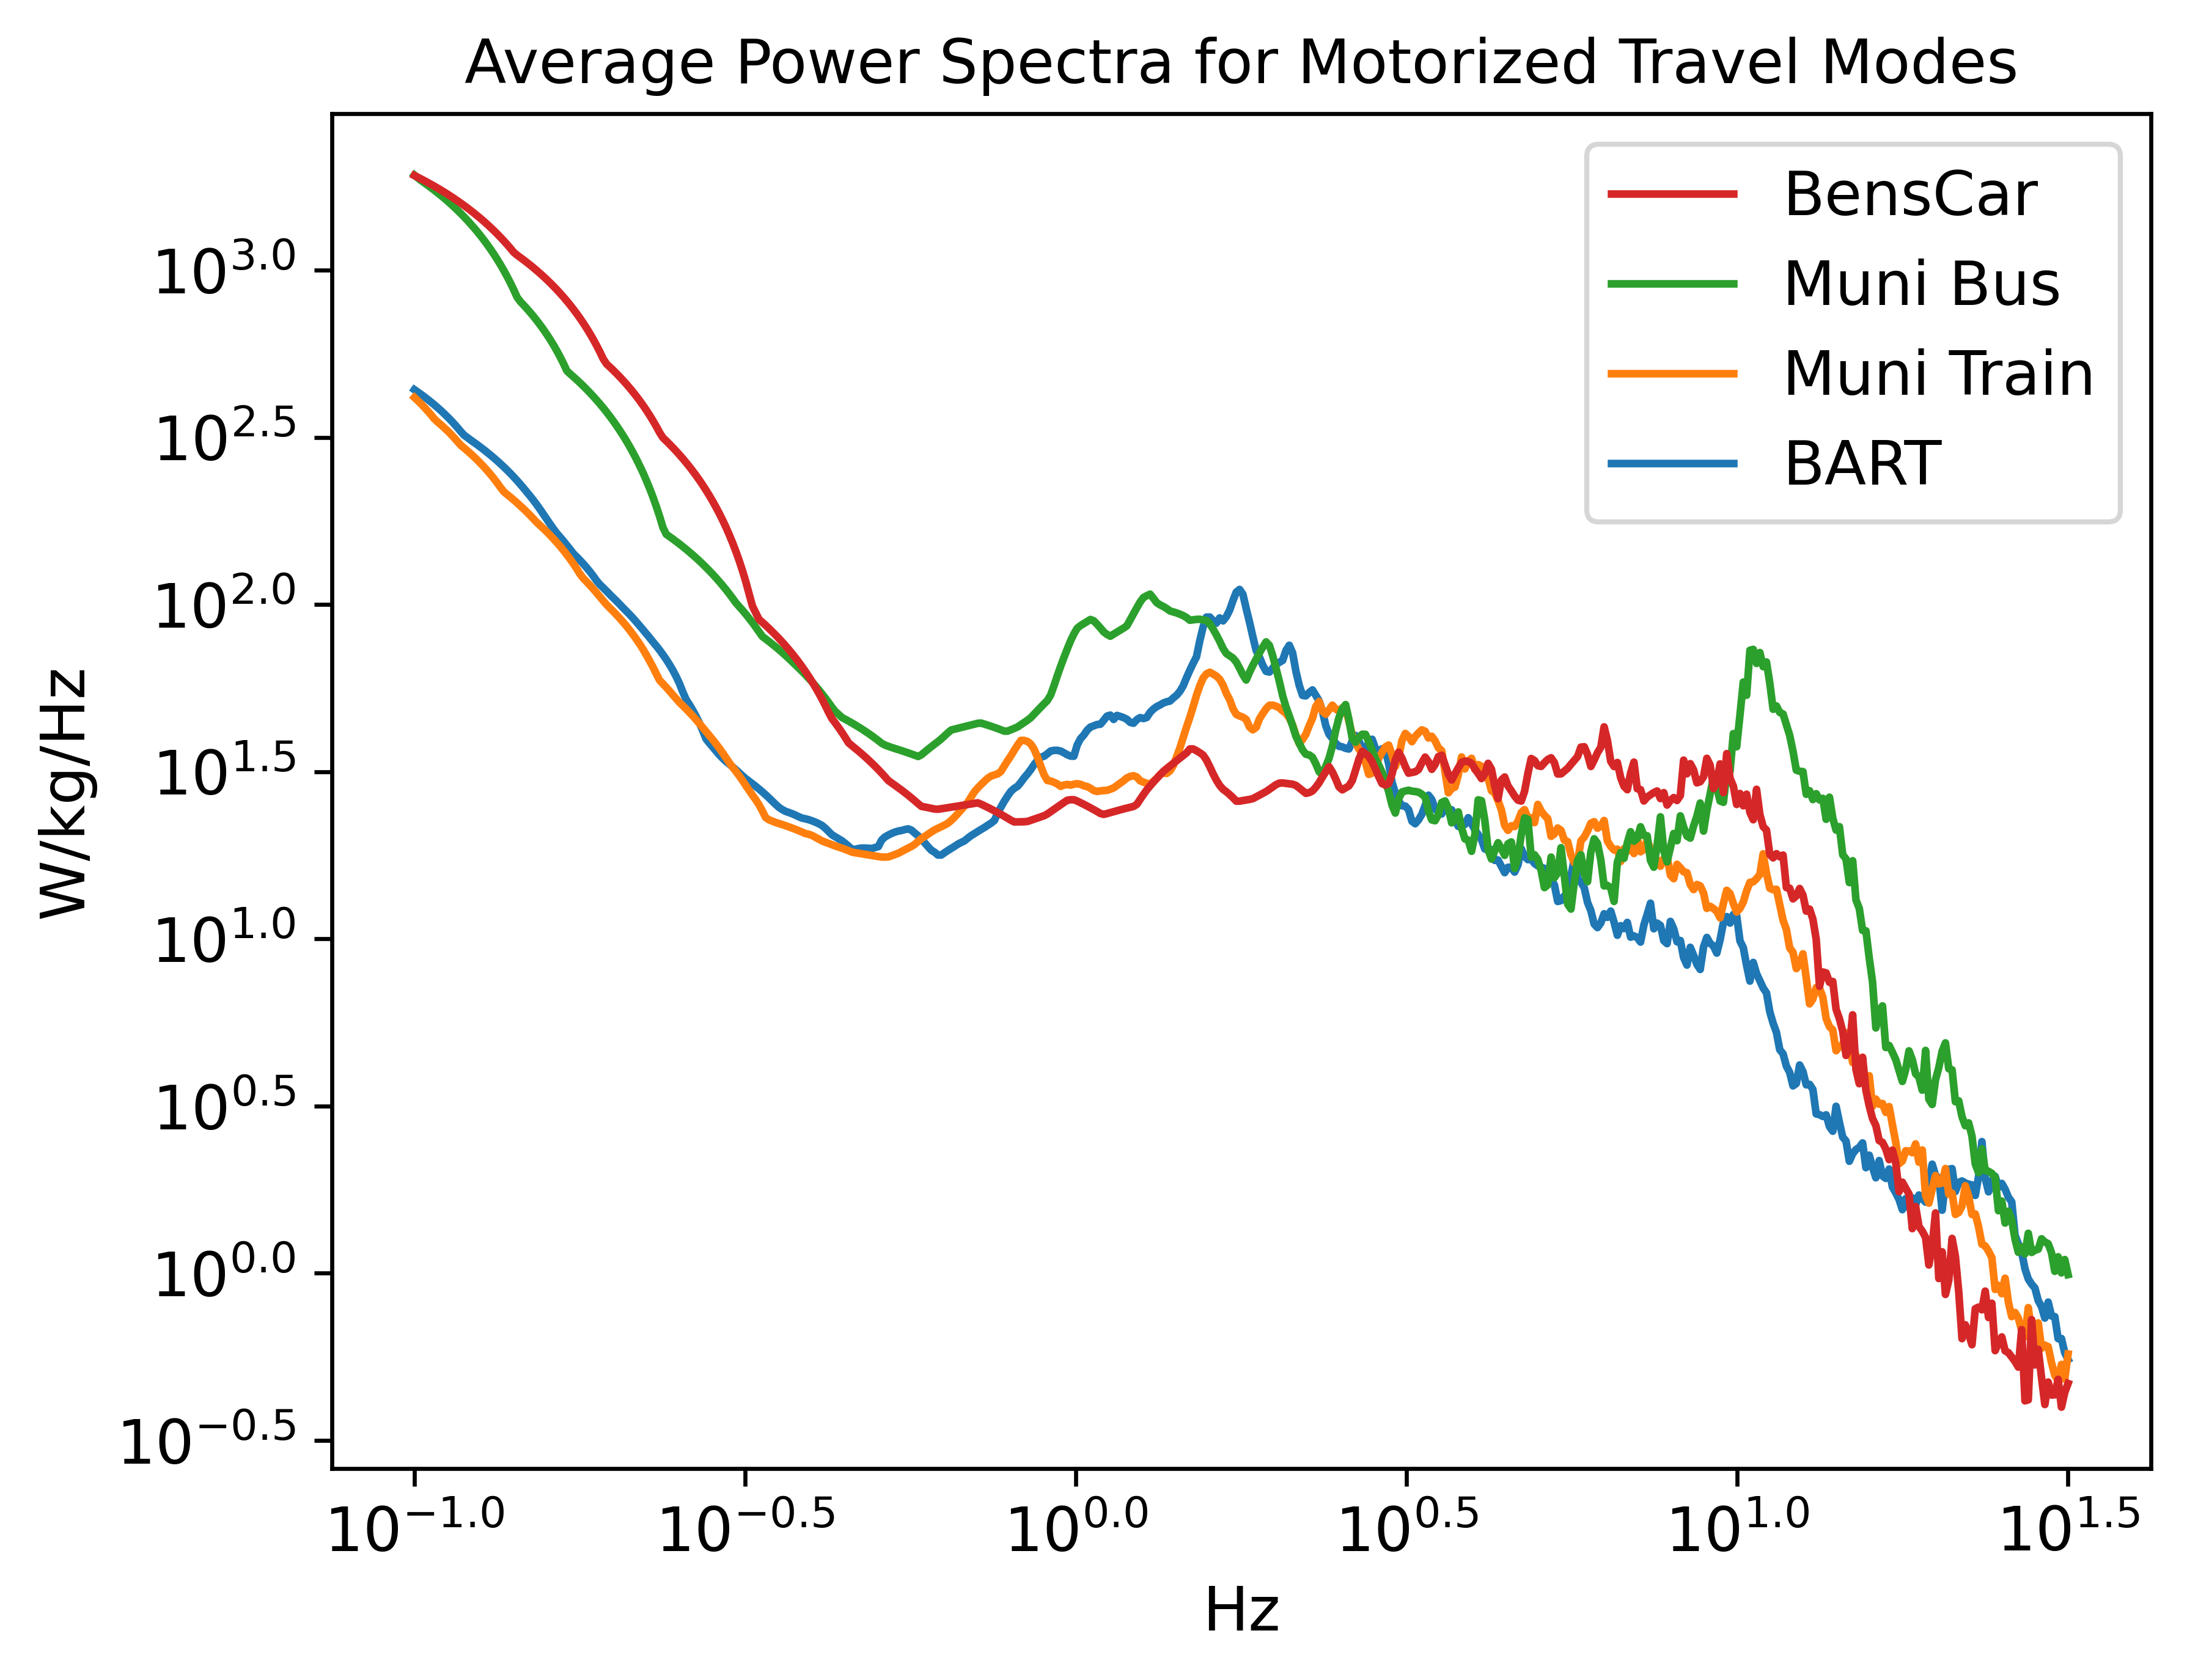 Average Power Spectra for Motorized Travel Modes
BensCar
Muni Bus
Muni Train
BART
10^3.0
10^2.5
10^2.0
10^1.5
10^1.0
10^0.5
10^0.0
10^−0.5
W/kg/Hz
10^−1.0 10^−0.5 10^0.0 10^0.5 10^1.0 10^1.5
Hz